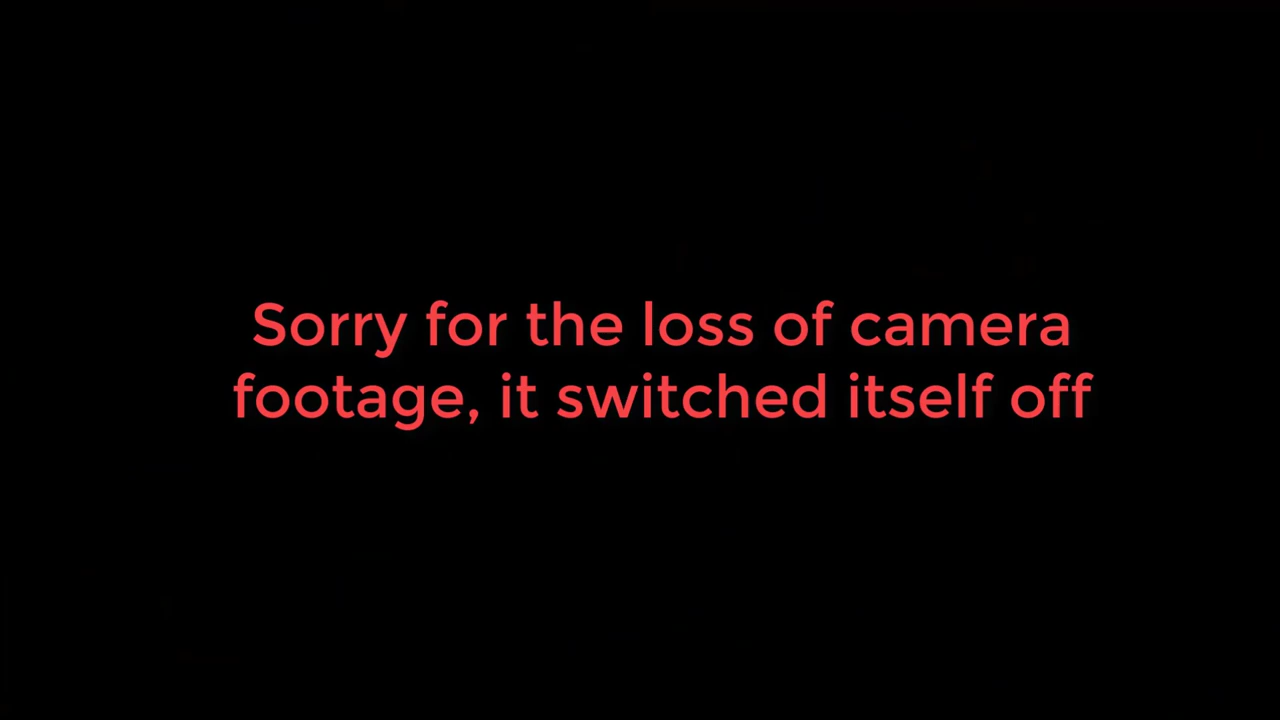 Sorry for the loss of camera
footage, it switched itself off